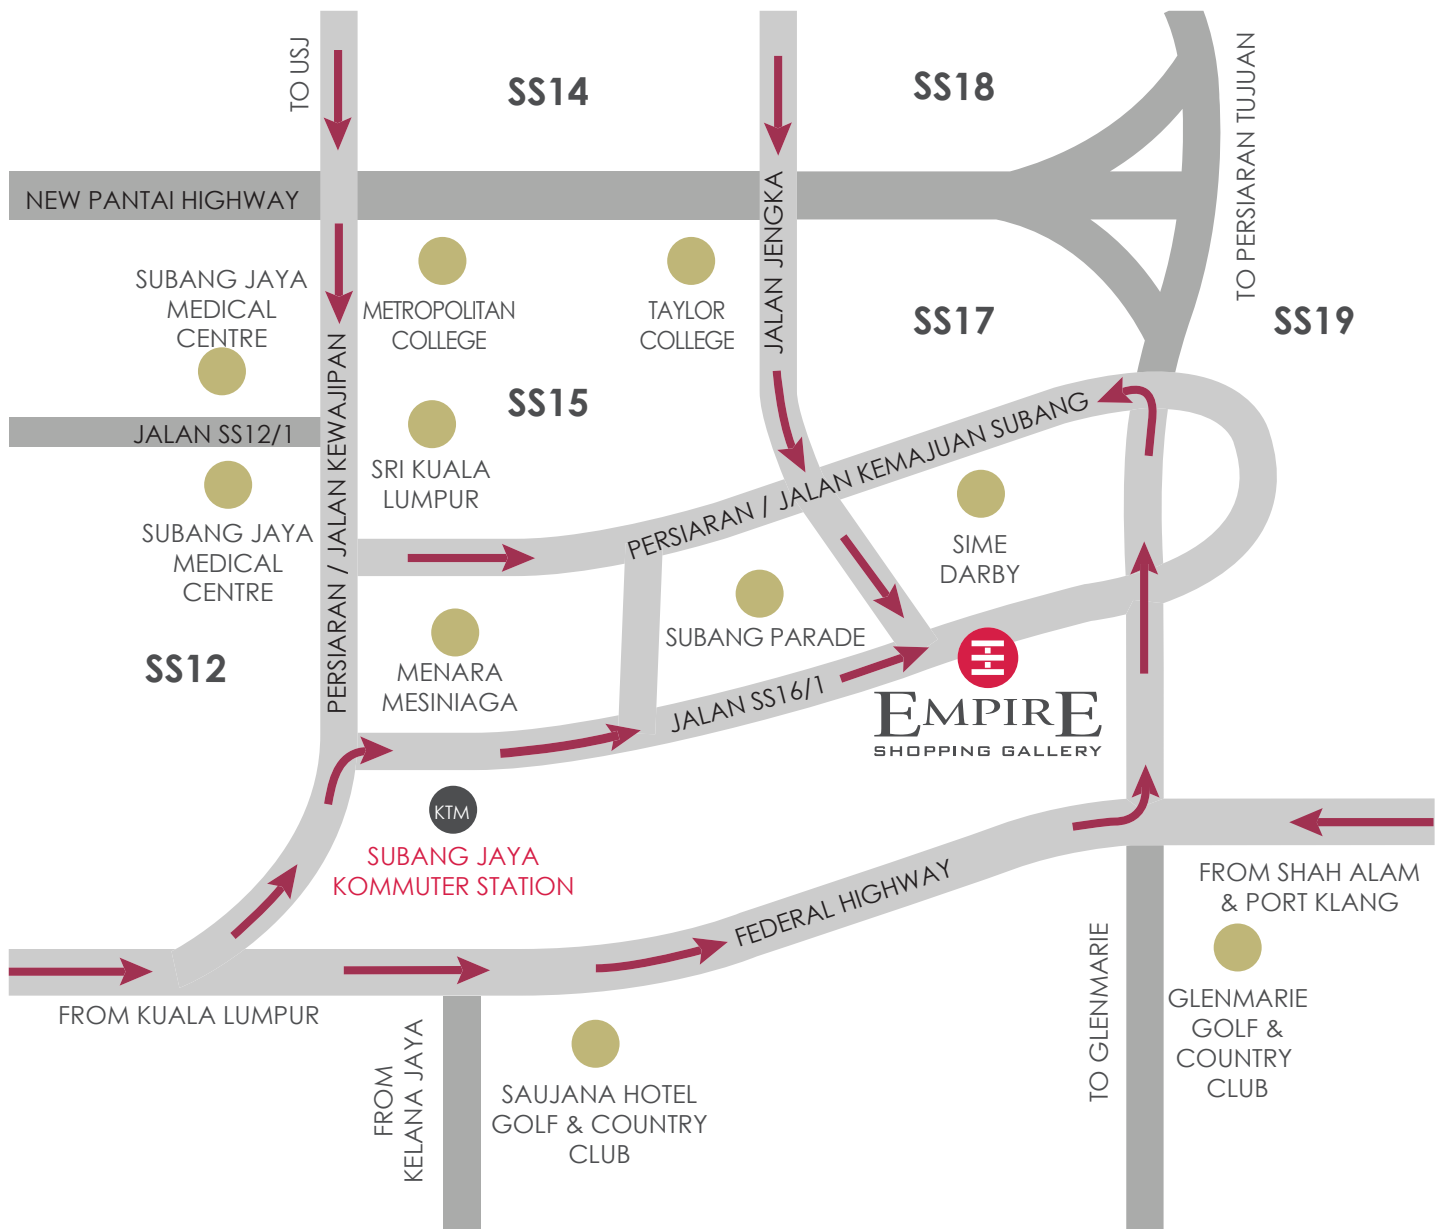 TO USJ
SS14
SS18
TO PERSIARAN TUJUAN
NEW PANTAI HIGHWAY
JALAN JENGKA
SUBANG JAYA
MEDICAL
CENTRE
METROPOLITAN
COLLEGE
TAYLOR
COLLEGE
SS17
SS19
PERSIARAN / JALAN KEWAJIPAN
SS15
JALAN SS12/1
SRI KUALA
LUMPUR
PERSIARAN / JALAN KEMAJUAN SUBANG
SUBANG JAYA
MEDICAL
CENTRE
SIME
DARBY
SUBANG PARADE
SS12
MENARA
MESINIAGA
JALAN SS16/1
EMPIRE
SHOPPING GALLERY
KTM
SUBANG JAYA
KOMMUTER STATION
FEDERAL HIGHWAY
FROM SHAH ALAM
& PORT KLANG
FROM KUALA LUMPUR
FROM
KELANA JAYA
SAUJANA HOTEL
GOLF & COUNTRY
CLUB
TO GLENMARIE
GLENMARIE
GOLF &
COUNTRY
CLUB